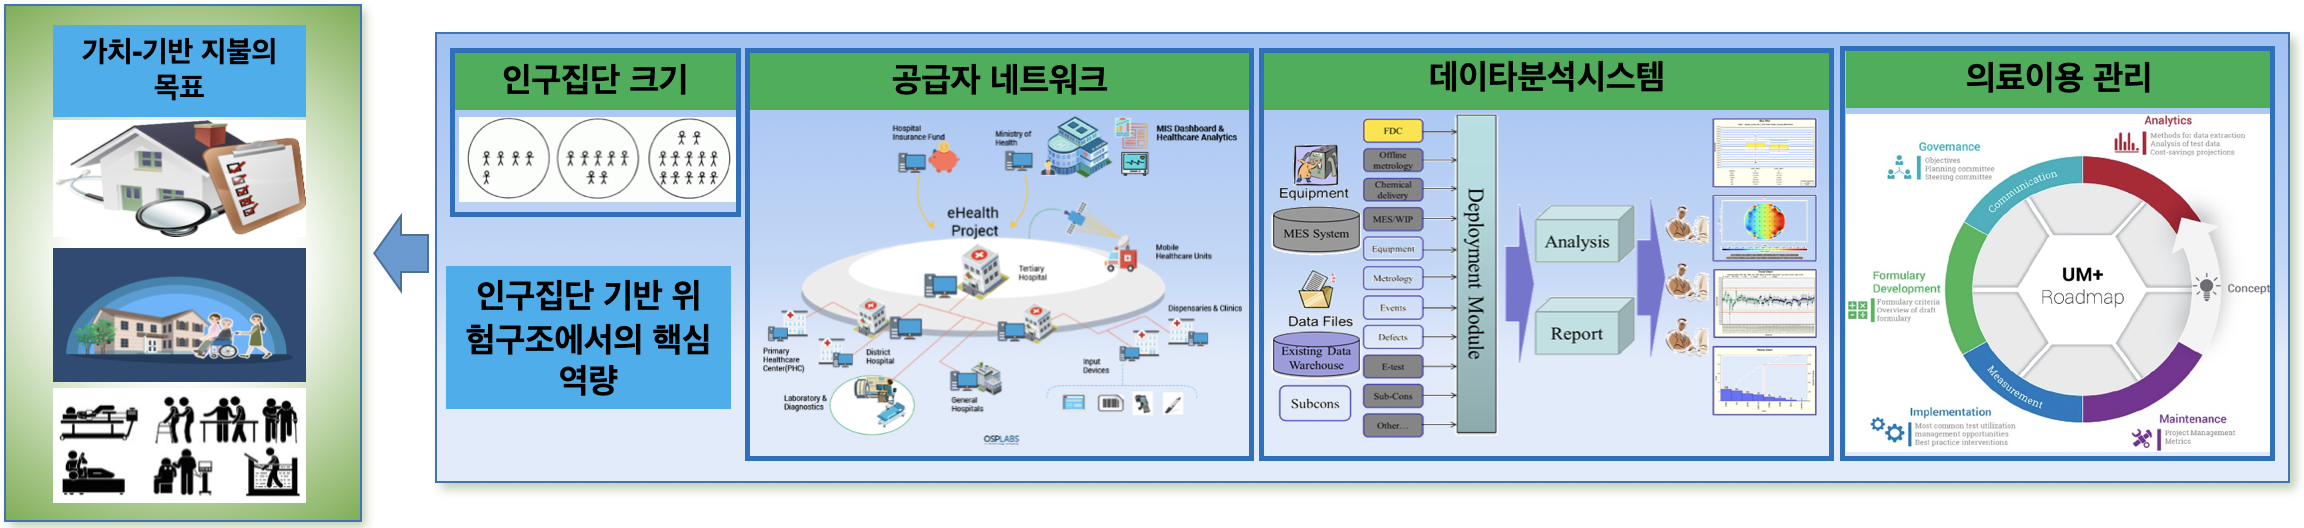 가치-기반 지불의
목표
인구집단 크기
인구집단 기반 위
험구조에서의 핵심
역량
공급자 네트워크
Hospital
Insurance Fund
Ministry of
Health
MIS Dashboard &
Healthcare Analytics
eHealth
Project
Tertiary
Hospital
Mobile
Healthcare Units
Dispensaries & Clinics
Primary
Healthcare
Center(PHC)
District
Hospital
Input
Devices
Laboratory &
Diagnostics
General
Hospitals
OSPLABS
데이타분석시스템
Equipment
MES System
Data Files
Existing Data
Warehouse
Subcons
FDC
Offline
metrology
Chemical
delivery
MES/WIP
Equipment
Metrology
Events
Defects
E-test
Sub-Cons
Other...
Deployment Module
Analysis
Report
의료이용 관리
Analytics
Methods for data extraction
Analysis of test data
Cost-savings projections
Governance
Objectives
Planning committee
Steering committee
Communication
Formulary
Development
Formulary criteria
Overview of draft
formulary
UM+
Roadmap
Concept
Measurement
Implementation
Most common test utilization
management opportunities
Best practice interventions
Maintenance
Project Management
Metrics